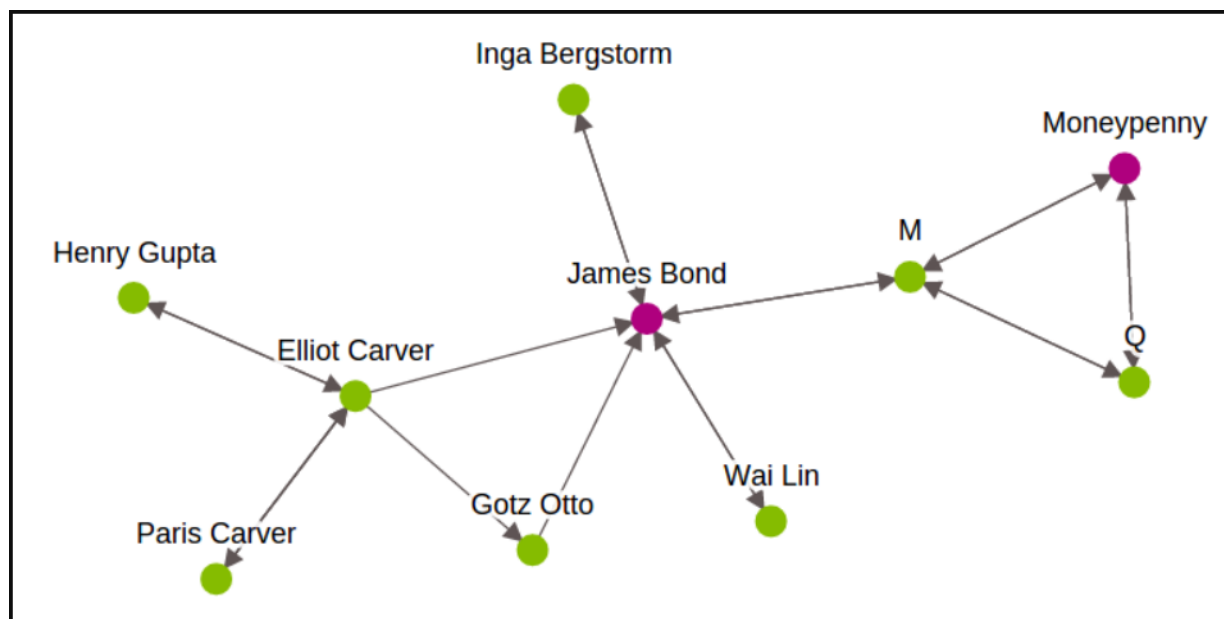 Inga Bergstorm
Moneypenny
M
Henry Gupta
James Bond
Elliot Carver
Q
Wai Lin
Gotz Otto
Paris Carver